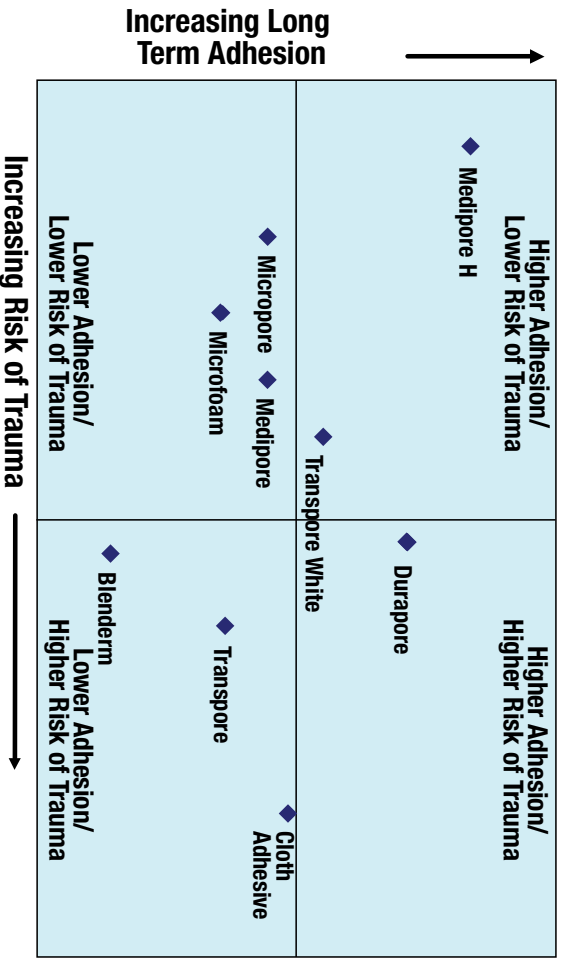 Increasing Long
Term Adhesion
Higher Adhesion/
Lower Risk of Trauma
Medipore H
Micropore
Microfoam
Medipore
Transpore White
Lower Adhesion/
Lower Risk of Trauma
Higher Adhesion/
Higher Risk of Trauma
Durapore
Transpore
Blenderm
Cloth
Adhesive
Lower Adhesion/
Higher Risk of Trauma
Increasing Risk of Trauma